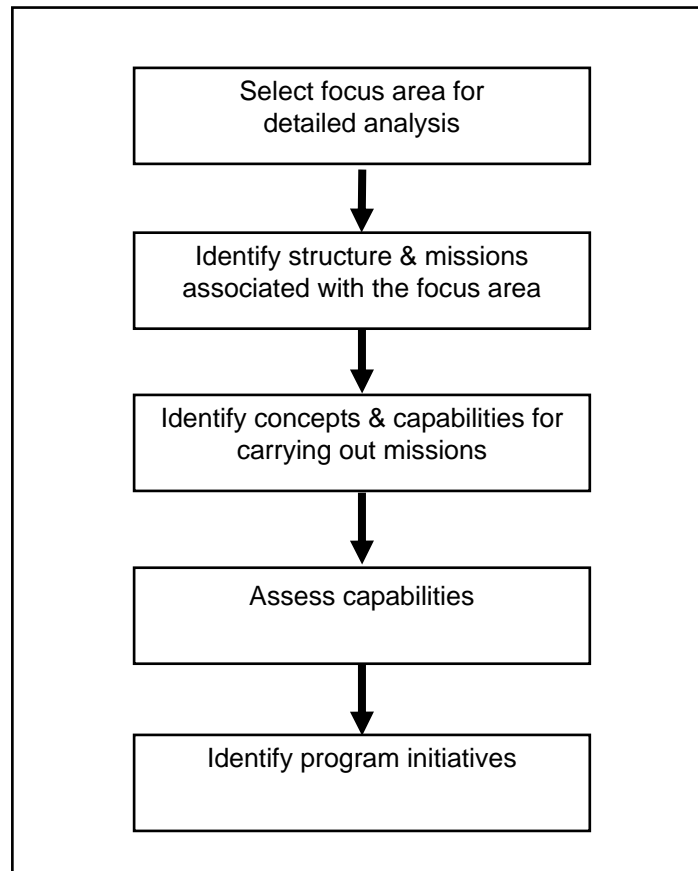 Select focus area for
detailed analysis
Identify structure & missions
associated with the focus area
Identify concepts & capabilities for
carrying out missions
Assess capabilities
Identify program initiatives